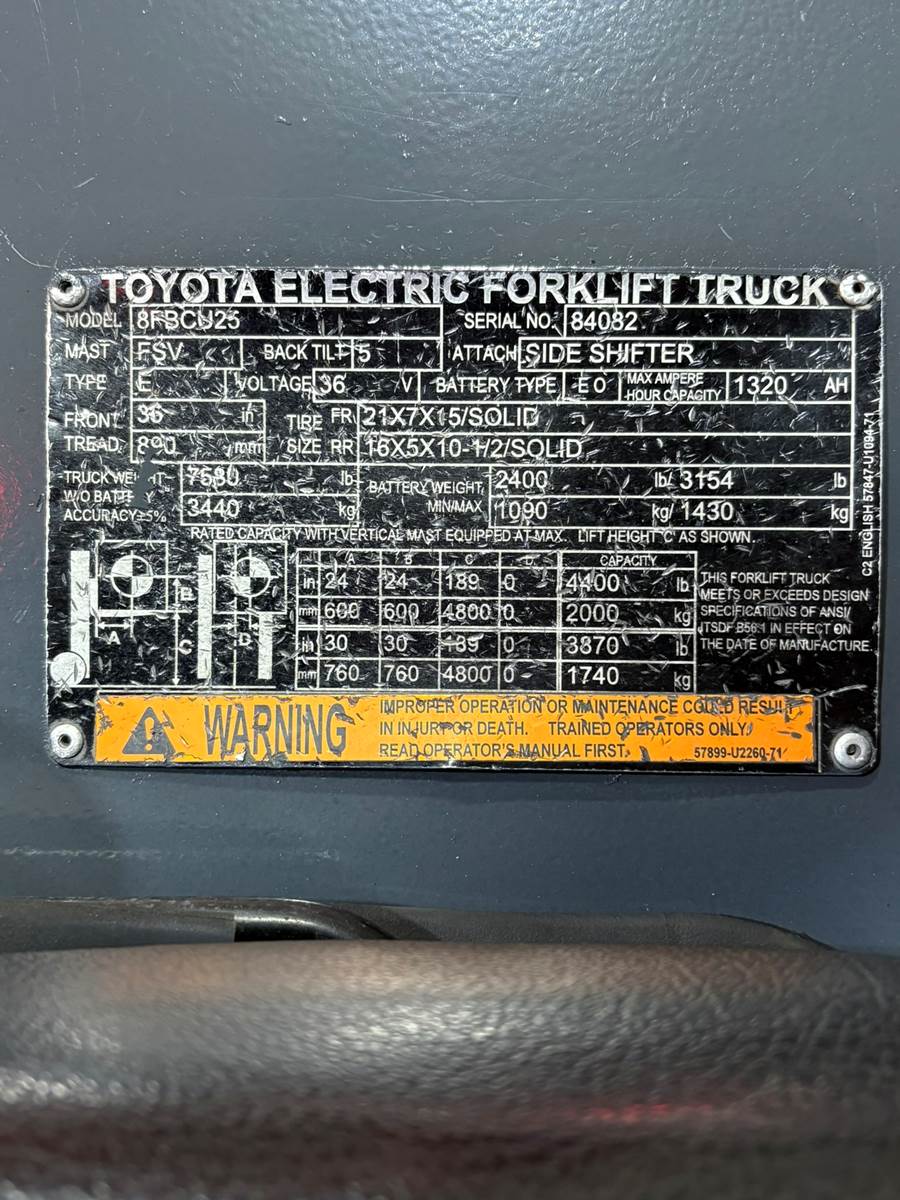 TOYOTA ELECTRIC FORKLIFT TRUCK
MODEL 8FBCU25 SERIAL NO. 84082
MAST FSV BACK TILT 5 ATTACH SIDE SHIFTER
TYPE E VOLTAGE 36 V BATTERY TYPE E O MAX AMPERE -HOUR CAPACITY 1320 AH
FRONT 36 in TIRE FR 21X7X15/SOLID
TREAD mm SIZE RR 16X5X10-1/2/SOLID
TRUCK WEIGHT 7580 lb BATTERY WEIGHT 2400 lb/ 3154 lb
W/O BATTERY
ACCURACY±5% 3440 kg MIN/MAX 1090 kg/ 1430 kg
RATED CAPACITY WITH VERTICAL MAST EQUIPPED AT MAX. LIFT HEIGHT 'C' AS SHOWN.
A B C D CAPACITY
in 24 24 189 0 4400 lb
mm 600 600 4800 0 2000 kg
in 30 30 189 0 3870 lb
mm 760 760 4800 0 1740 kg
A B C D
THIS FORKLIFT TRUCK
MEETS OR EXCEEDS DESIGN
SPECIFICATIONS OF ANSI/
ITSDF B56.1 IN EFFECT ON
THE DATE OF MANUFACTURE.
C2 ENGLISH 57847-U1094-71
WARNING
IMPROPER OPERATION OR MAINTENANCE COULD RESULT
IN INJURY OR DEATH. TRAINED OPERATORS ONLY.
READ OPERATOR'S MANUAL FIRST. 57899-U2260-71